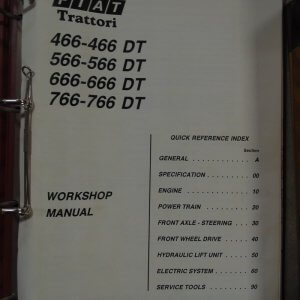 FIAT
Trattori
466-466 DT
566-566 DT
666-666 DT
766-766 DT
QUICK REFERENCE INDEX
Section
GENERAL . . . . . . . . . . A
SPECIFICATION . . . . . . . 00
ENGINE . . . . . . . . . . 10
WORKSHOP
MANUAL
POWER TRAIN . . . . . . . . 20
FRONT AXLE - STEERING . . . . 30
FRONT WHEEL DRIVE . . . . . 40
HYDRAULIC LIFT UNIT . . . . . 50
ELECTRIC SYSTEM . . . . . . . 60
SERVICE TOOLS . . . . . . . 90